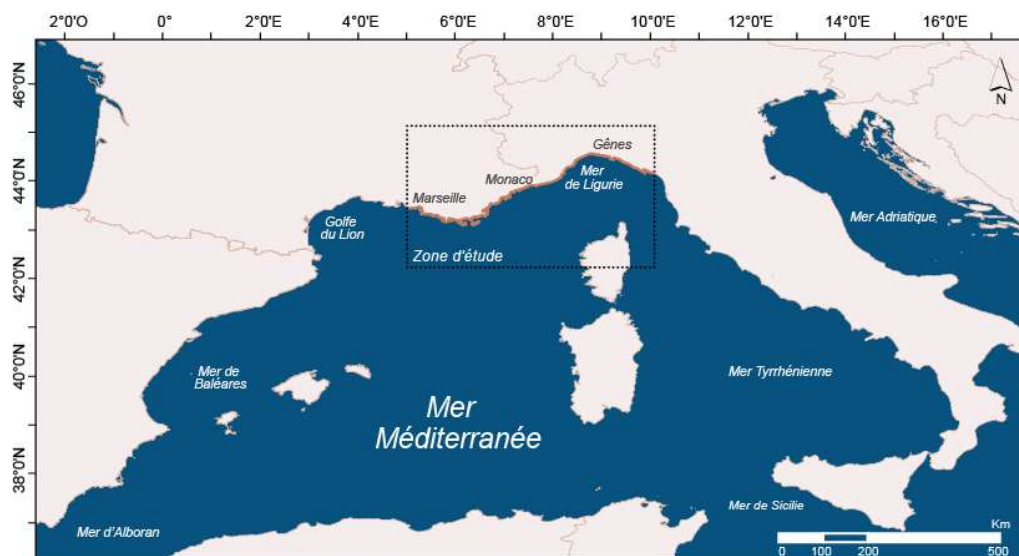 2°0'O 0° 2°0'E 4°0'E 6°0'E 8°0'E 10°0'E 12°0'E 14°0'E 16°0'E
46°0'N
N
Gênes
44°0'N
Monaco
Mer
de Ligurie
Marseille
Golfe
du Lion
Mer Adriatique
Zone d'étude
42°0'N
40°0'N
Mer de
Baléares
Mer Tyrrhénienne
Mer
Méditerranée
38°0'N
Mer de Sicilie
Mer d'Alboran
Km
0 100 200 500